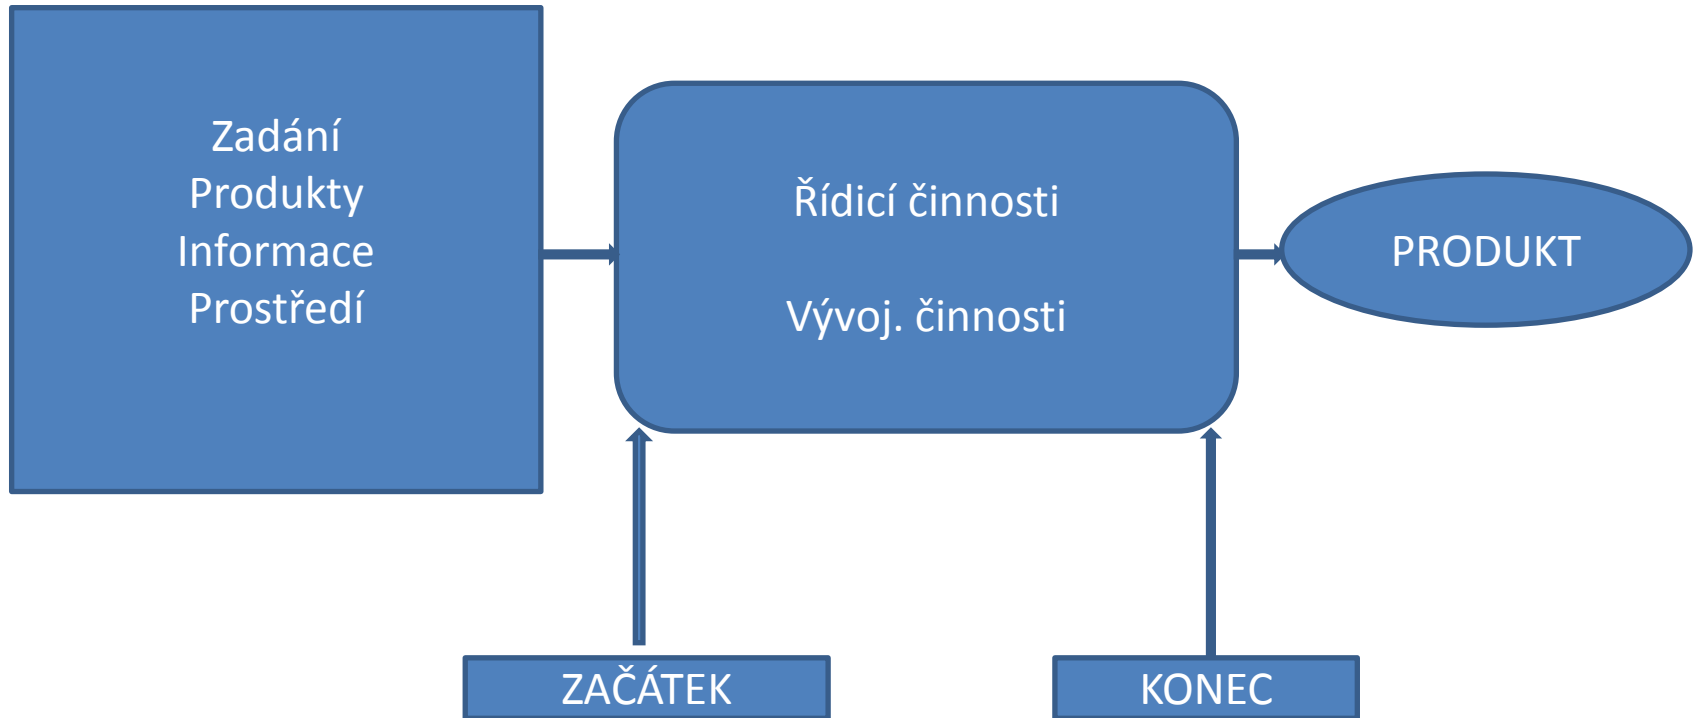 Zadání
Produkty
Informace
Prostředí
Řídicí činnosti
Vývoj. činnosti
PRODUKT
ZAČÁTEK
KONEC